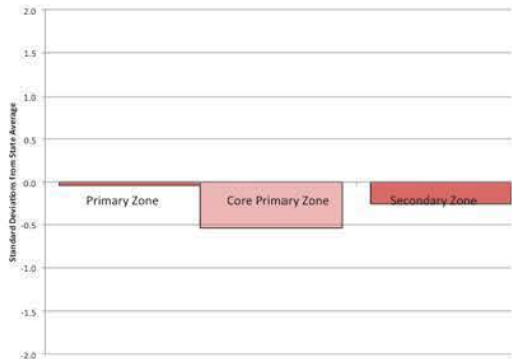 Standard Deviations from State Average
2.0
1.5
1.0
0.5
0.0
-0.5
-1.0
-1.5
-2.0
Primary Zone
Core Primary Zone
Secondary Zone